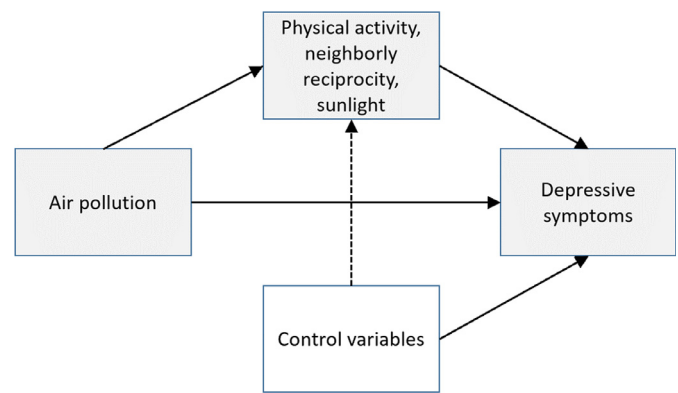 Physical activity,
neighborly
reciprocity,
sunlight
Air pollution
Depressive
symptoms
Control variables